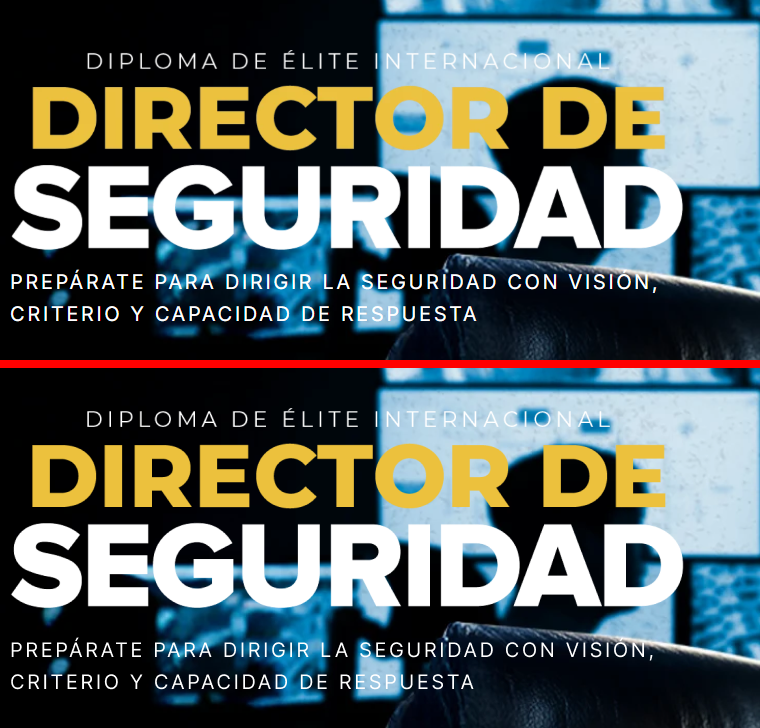 DIPLOMA DE ÉLITE INTERNACIONAL
DIRECTOR DE
SEGURIDAD
PREPÁRATE PARA DIRIGIR LA SEGURIDAD CON VISIÓN,
CRITERIO Y CAPACIDAD DE RESPUESTA
DIPLOMA DE ÉLITE INTERNACIONAL
DIRECTOR DE
SEGURIDAD
PREPÁRATE PARA DIRIGIR LA SEGURIDAD CON VISIÓN,
CRITERIO Y CAPACIDAD DE RESPUESTA